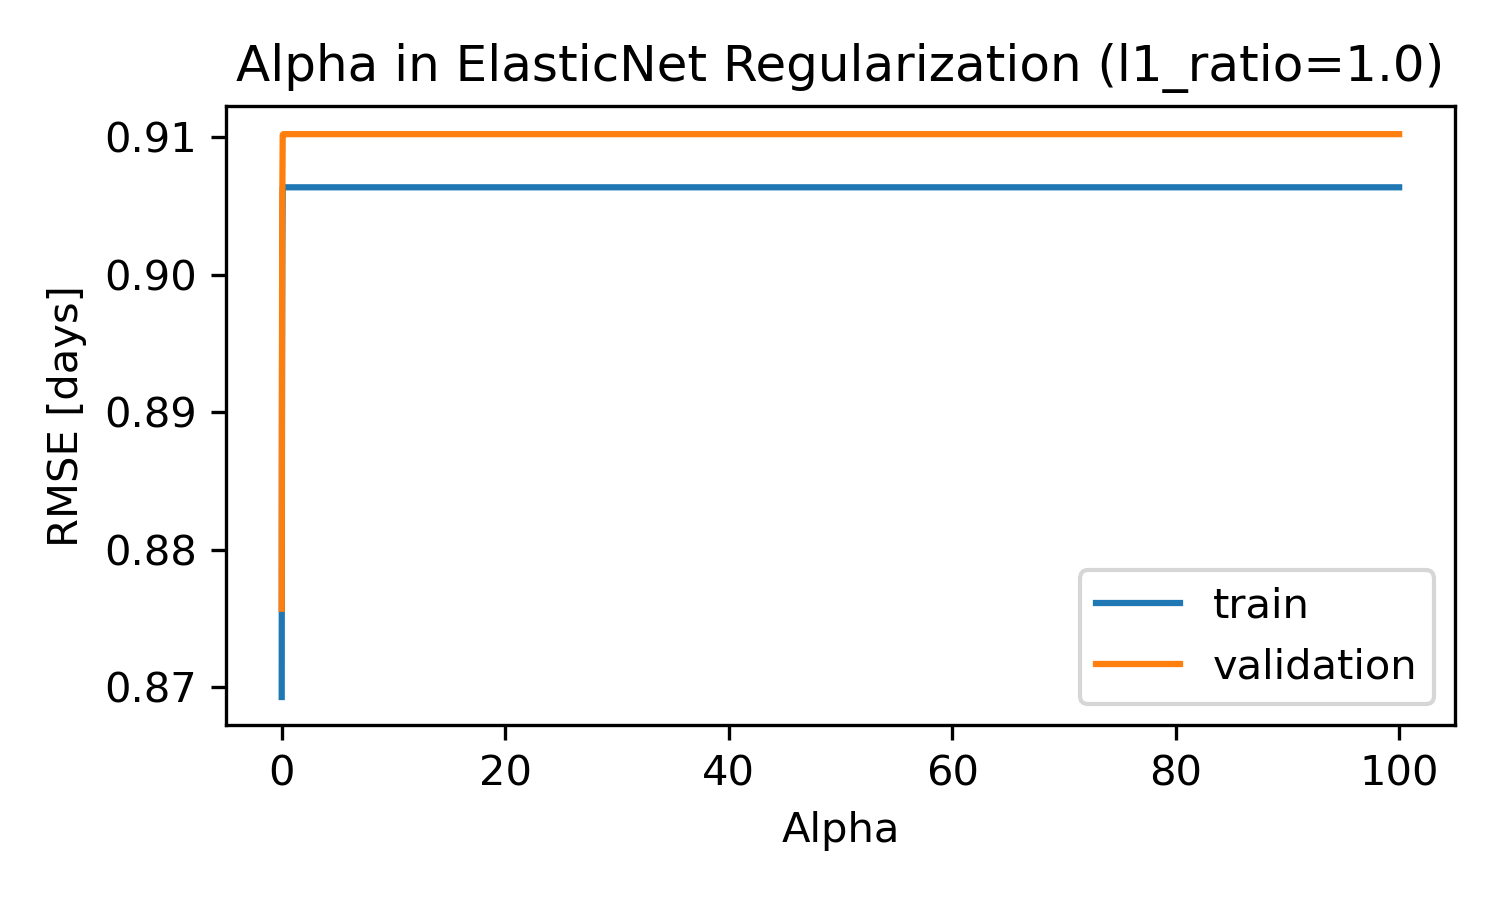 Alpha in ElasticNet Regularization (l1_ratio=1.0)
RMSE [days]
0.91
0.90
0.89
0.88
0.87
train
validation
0 20 40 60 80 100
Alpha